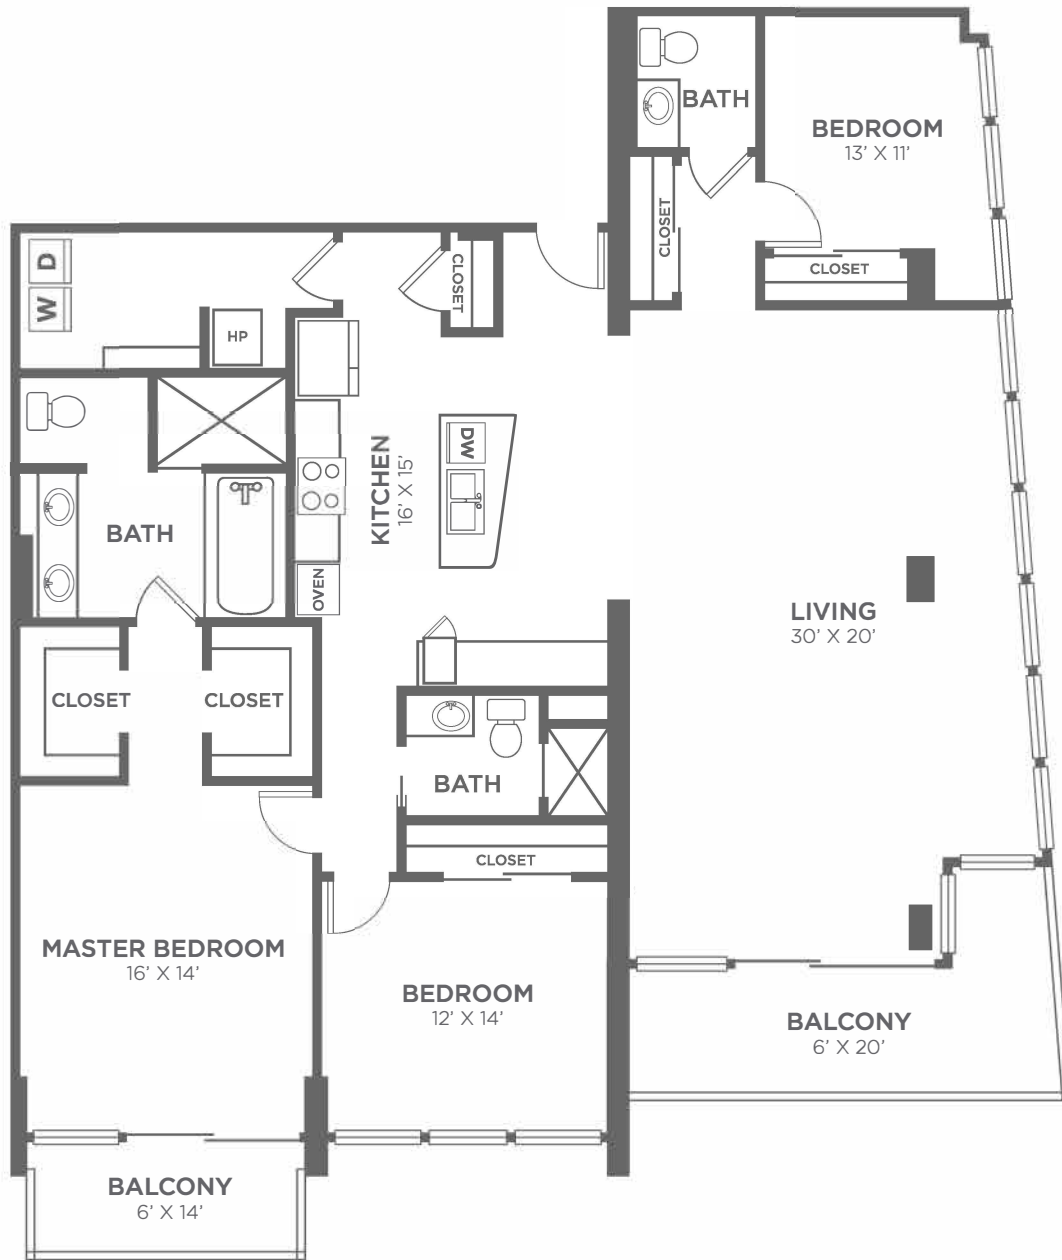 BATH
BEDROOM
13' X 11'
CLOSET
CLOSET
D
W
HP
CLOSET
KITCHEN
16' X 15'
DW
OVEN
BATH
LIVING
30' X 20'
CLOSET
CLOSET
BATH
CLOSET
MASTER BEDROOM
16' X 14'
BEDROOM
12' X 14'
BALCONY
6' X 20'
BALCONY
6' X 14'